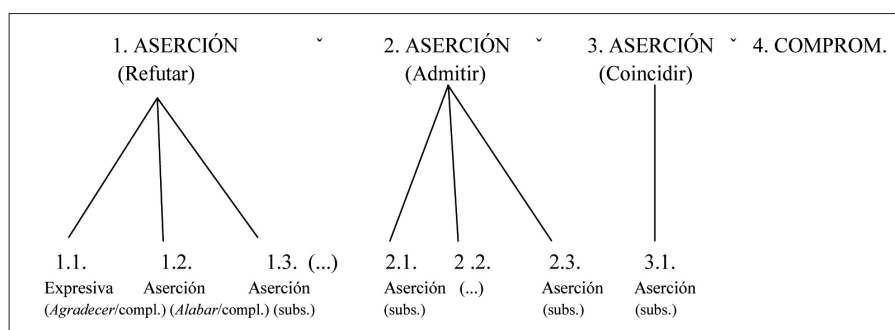 1. ASERCIÓN ˇ 2. ASERCIÓN ˇ 3. ASERCIÓN ˇ 4. COMPROM.
(Refutar) (Admitir) (Coincidir)
1.1. 1.2. 1.3. (...) 2.1. 2 .2. 2.3. 3.1.
Expresiva Aserción Aserción Aserción (...) Aserción Aserción
(Agradecer/compl.) (Alabar/compl.) (subs.) (subs.) (subs.) (subs.)